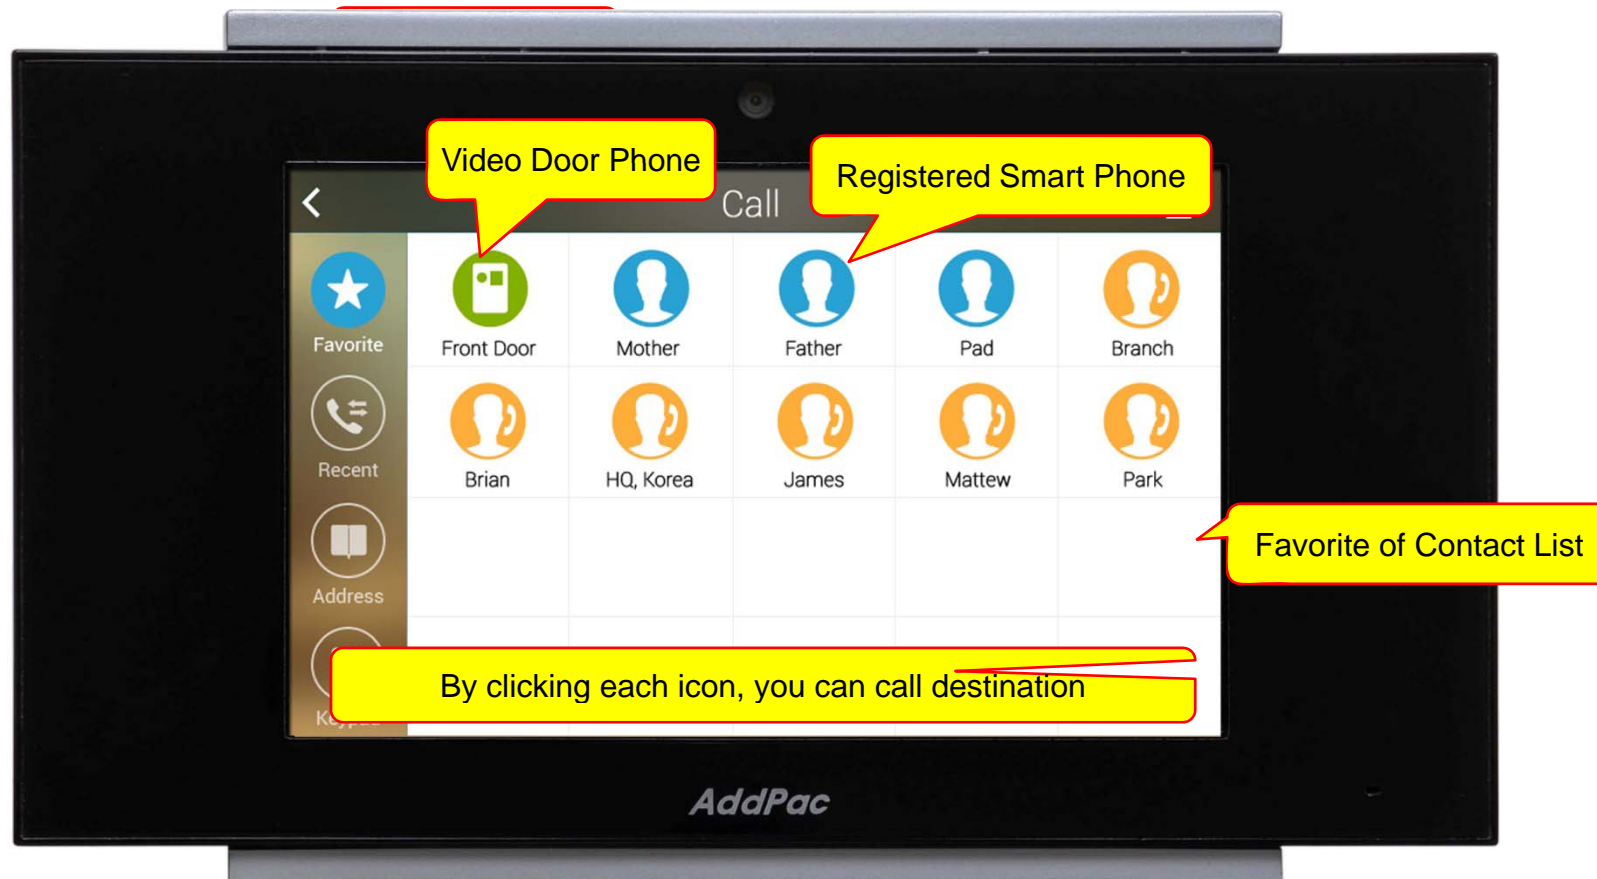 Video Door Phone
Registered Smart Phone
Call
Favorite
Front Door
Mother
Father
Pad
Branch
Recent
Brian
HQ, Korea
James
Mattew
Park
Favorite of Contact List
Address
By clicking each icon, you can call destination
Keypad
AddPac